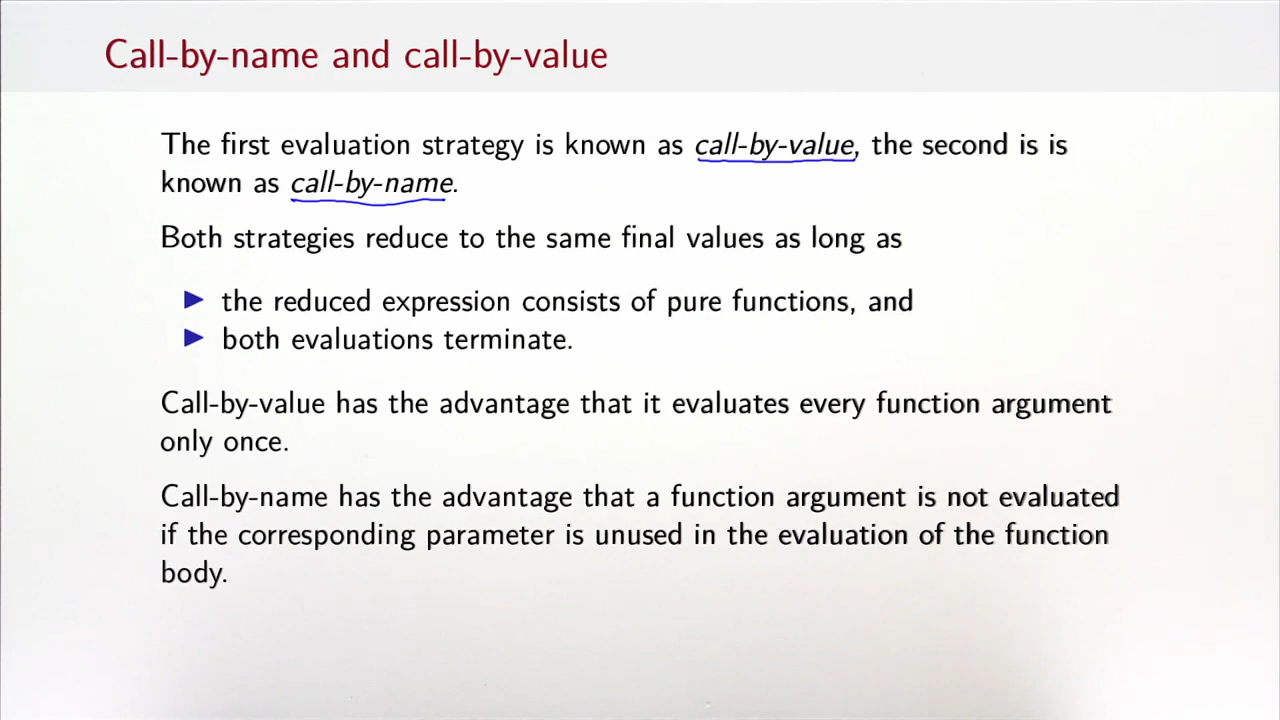 Call-by-name and call-by-value
The first evaluation strategy is known as call-by-value, the second is is
known as call-by-name.
Both strategies reduce to the same final values as long as
▶ the reduced expression consists of pure functions, and
▶ both evaluations terminate.
Call-by-value has the advantage that it evaluates every function argument
only once.
Call-by-name has the advantage that a function argument is not evaluated
if the corresponding parameter is unused in the evaluation of the function
body.